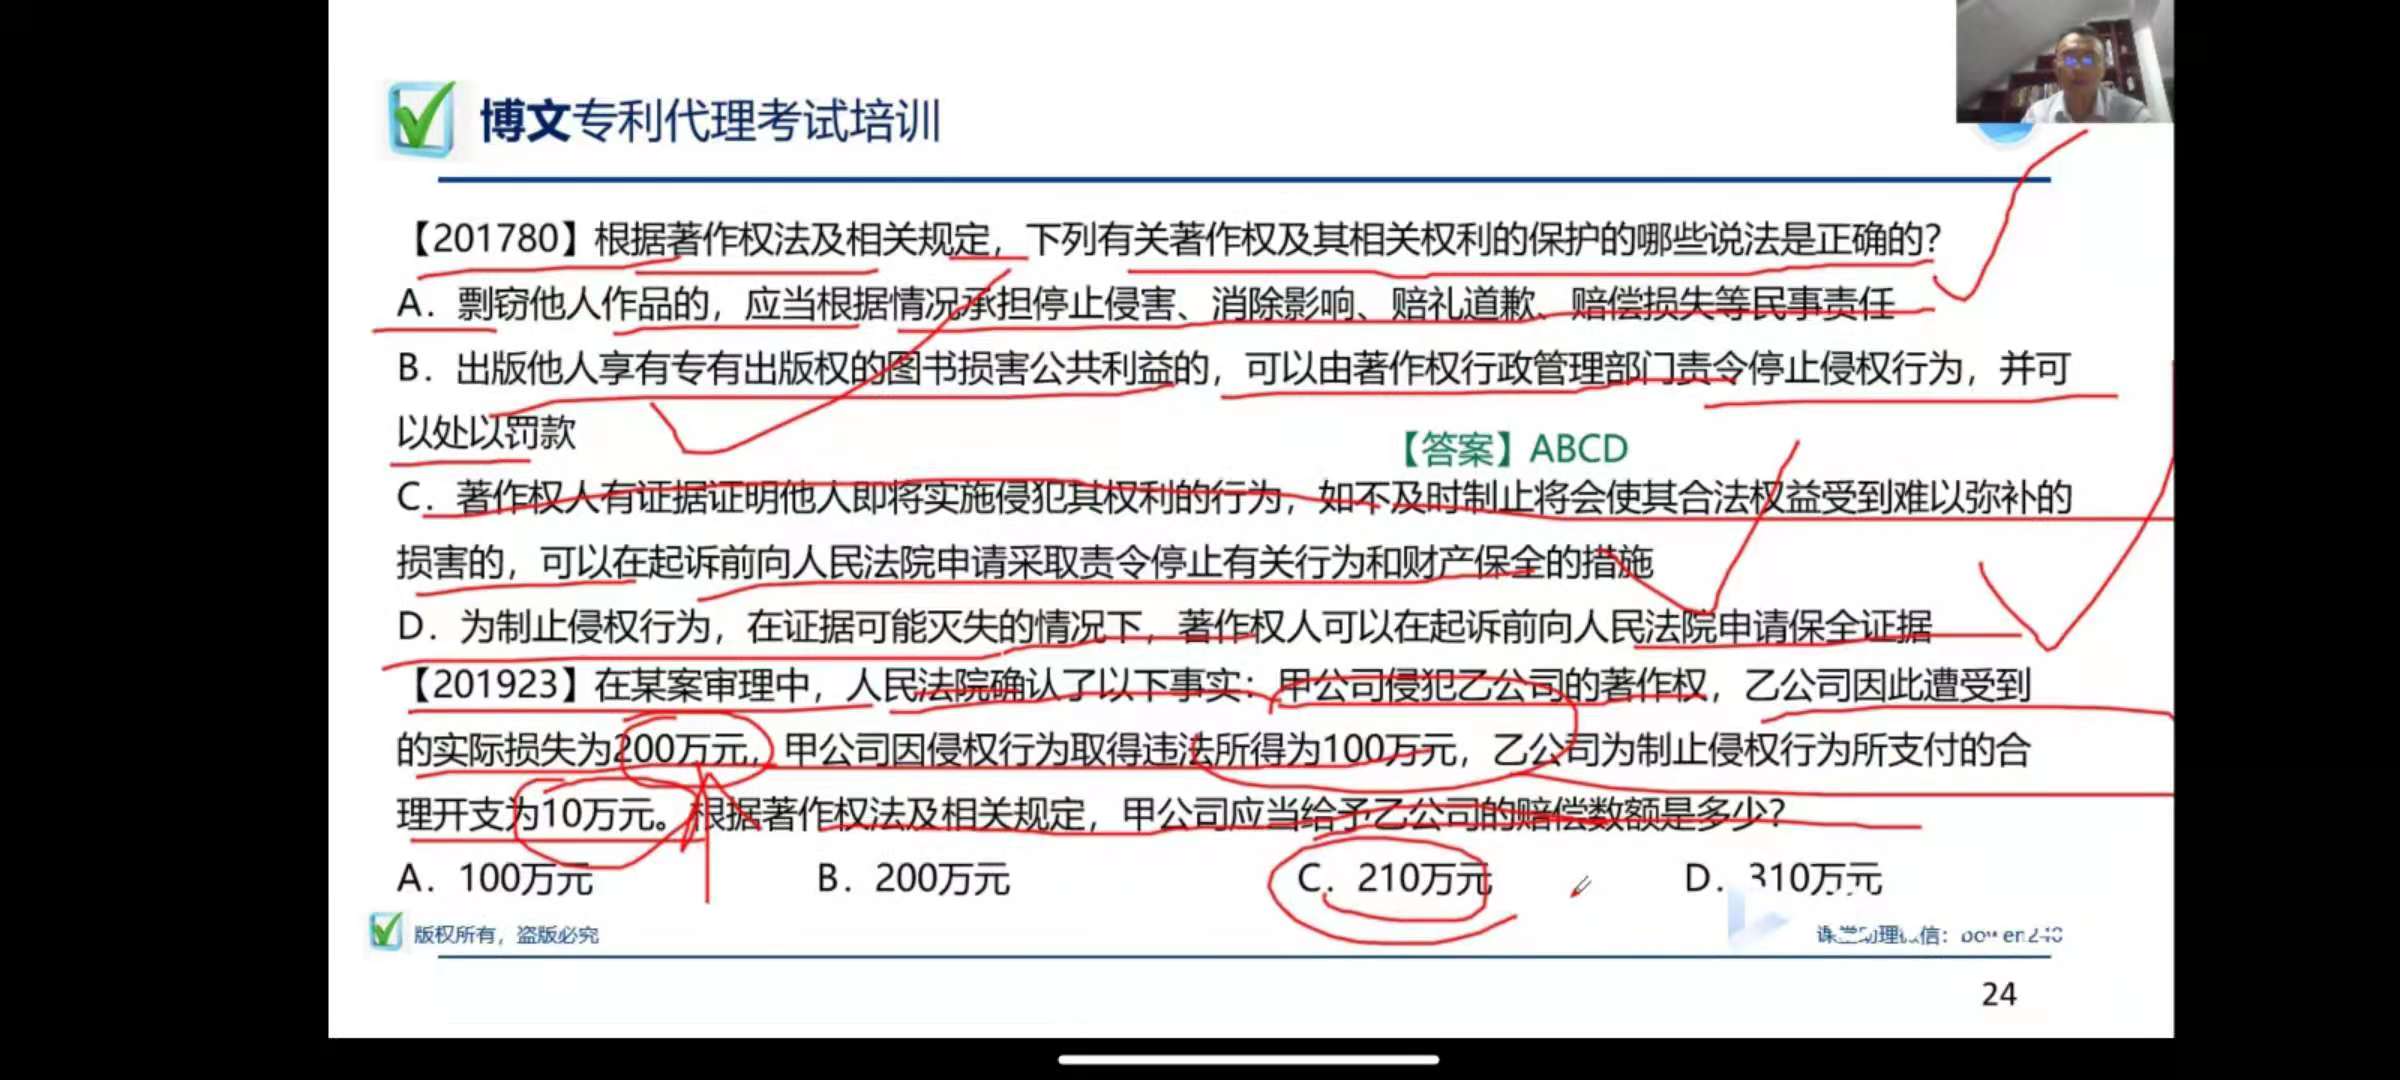 博文专利代理考试培训
【201780】根据著作权法及相关规定，下列有关著作权及其相关权利的保护的哪些说法是正确的？
A．剽窃他人作品的，应当根据情况承担停止侵害、消除影响、赔礼道歉、赔偿损失等民事责任
B．出版他人享有专有出版权的图书损害公共利益的，可以由著作权行政管理部门责令停止侵权行为，并可
以处以罚款
【答案】ABCD
C．著作权人有证据证明他人即将实施侵犯其权利的行为，如不及时制止将会使其合法权益受到难以弥补的
损害的，可以在起诉前向人民法院申请采取责令停止有关行为和财产保全的措施
D．为制止侵权行为，在证据可能灭失的情况下，著作权人可以在起诉前向人民法院申请保全证据
【201923】在某案审理中，人民法院确认了以下事实：甲公司侵犯乙公司的著作权，乙公司因此遭受到
的实际损失为200万元，甲公司因侵权行为取得违法所得为100万元，乙公司为制止侵权行为所支付的合
理开支为10万元。根据著作权法及相关规定，甲公司应当给予乙公司的赔偿数额是多少？
A．100万元 B．200万元 C．210万元 D．310万元
版权所有，盗版必究
24